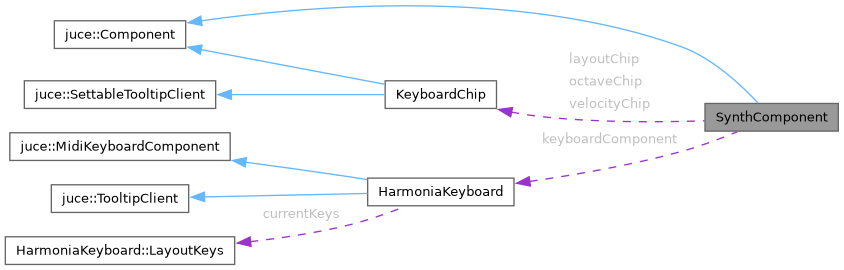 juce::Component
juce::SettableTooltipClient
KeyboardChip
layoutChip
octaveChip
velocityChip
SynthComponent
keyboardComponent
juce::MidiKeyboardComponent
juce::TooltipClient
HarmoniaKeyboard
currentKeys
HarmoniaKeyboard::LayoutKeys